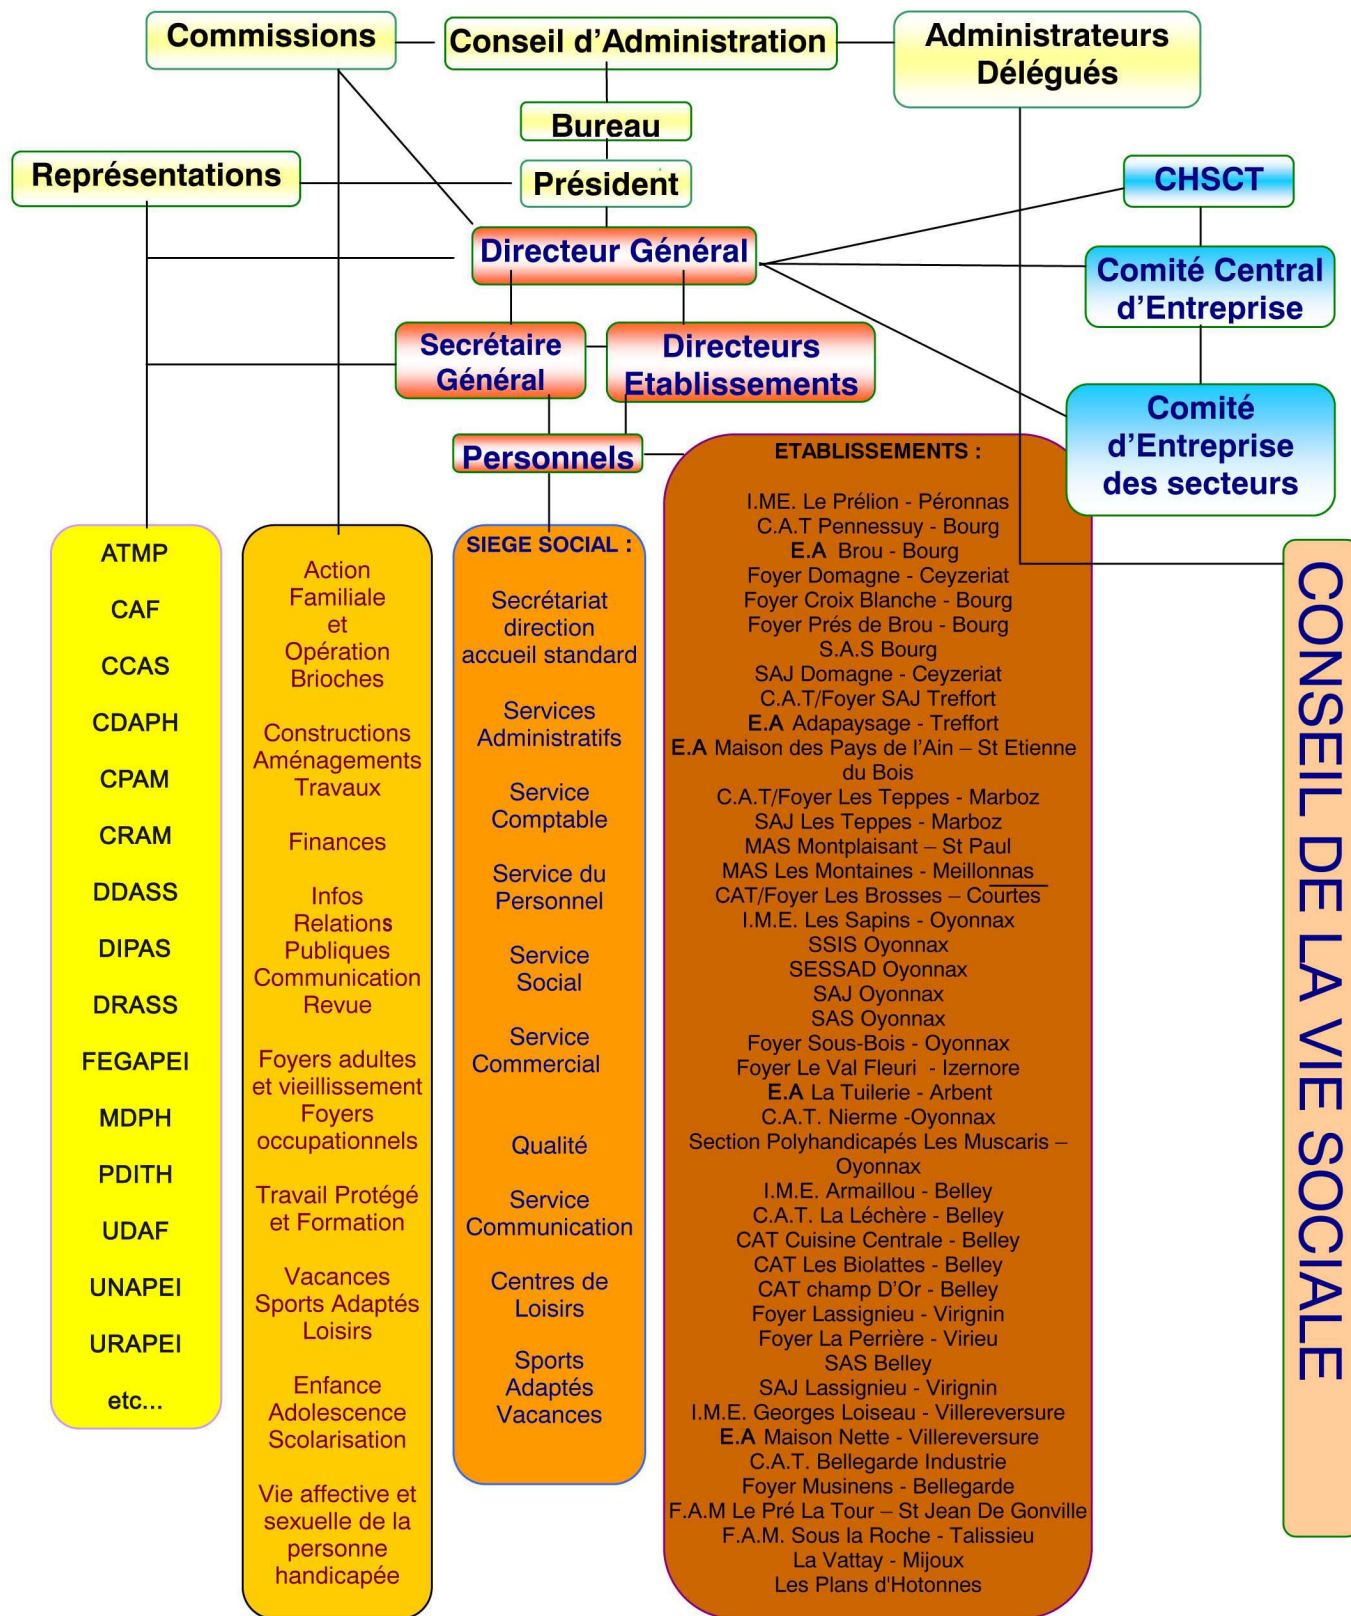 Commissions
Conseil d'Administration
Administrateurs
Délégués
Bureau
Représentations
Président
CHSCT
Directeur Général
Comité Central
d'Entreprise
Secrétaire
Général
Directeurs
Etablissements
Comité
d'Entreprise
des secteurs
Personnels
ATMP
CAF
CCAS
CDAPH
CPAM
CRAM
DDASS
DIPAS
DRASS
FEGAPEI
MDPH
PDITH
UDAF
UNAPEI
URAPEI
etc...
Action
Familiale
et
Opération
Brioches
Constructions
Aménagements
Travaux
Finances
Infos
Relations
Publiques
Communication
Revue
Foyers adultes
et vieillissement
Foyers
occupationnels
Travail Protégé
et Formation
Vacances
Sports Adaptés
Loisirs
Enfance
Adolescence
Scolarisation
Vie affective et
sexuelle de la
personne
handicapée
SIEGE SOCIAL :
Secrétariat
direction
accueil standard
Services
Administratifs
Service
Comptable
Service du
Personnel
Service
Social
Service
Commercial
Qualité
Service
Communication
Centres de
Loisirs
Sports
Adaptés
Vacances
ETABLISSEMENTS :
I.ME. Le Prélion - Péronnas
C.A.T Pennessuy - Bourg
E.A Brou - Bourg
Foyer Domagne - Ceyzeriat
Foyer Croix Blanche - Bourg
Foyer Prés de Brou - Bourg
S.A.S Bourg
SAJ Domagne - Ceyzeriat
C.A.T/Foyer SAJ Treffort
E.A Adapaysage - Treffort
E.A Maison des Pays de l'Ain – St Etienne
du Bois
C.A.T/Foyer Les Teppes - Marboz
SAJ Les Teppes - Marboz
MAS Montplaisant – St Paul
MAS Les Montaines - Meillonnas
CAT/Foyer Les Brosses – Courtes
I.M.E. Les Sapins - Oyonnax
SSIS Oyonnax
SESSAD Oyonnax
SAJ Oyonnax
SAS Oyonnax
Foyer Sous-Bois - Oyonnax
Foyer Le Val Fleuri - Izernore
E.A La Tuilerie - Arbent
C.A.T. Nierme -Oyonnax
Section Polyhandicapés Les Muscaris –
Oyonnax
I.M.E. Armaillou - Belley
C.A.T. La Léchère - Belley
CAT Cuisine Centrale - Belley
CAT Les Biolattes - Belley
CAT champ D'Or - Belley
Foyer Lassignieu - Virignin
Foyer La Perrière - Virieu
SAS Belley
SAJ Lassignieu - Virignin
I.M.E. Georges Loiseau - Villereversure
E.A Maison Nette - Villereversure
C.A.T. Bellegarde Industrie
Foyer Musinens - Bellegarde
F.A.M Le Pré La Tour – St Jean De Gonville
F.A.M. Sous la Roche - Talissieu
La Vattay - Mijoux
Les Plans d'Hotonnes
CONSEIL DE LA VIE SOCIALE